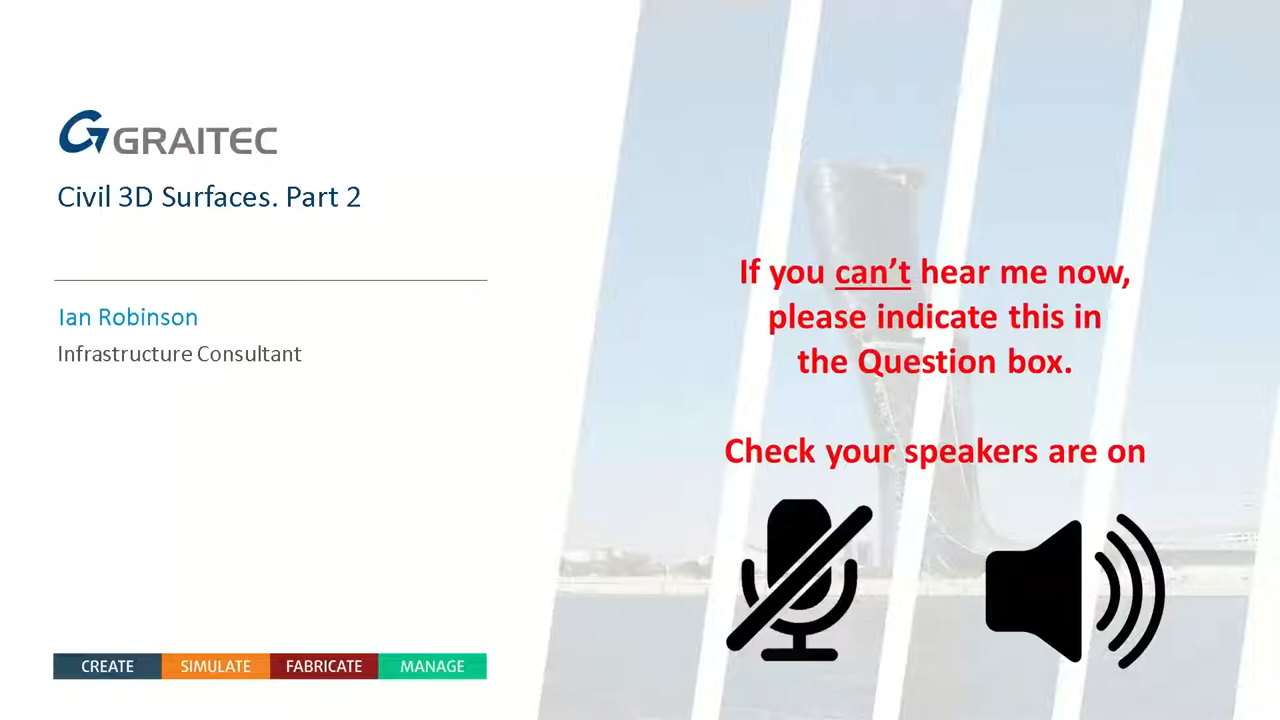 GRAITEC
Civil 3D Surfaces. Part 2
Ian Robinson
Infrastructure Consultant
If you can't hear me now,
please indicate this in
the Question box.
Check your speakers are on
CREATE SIMULATE FABRICATE MANAGE